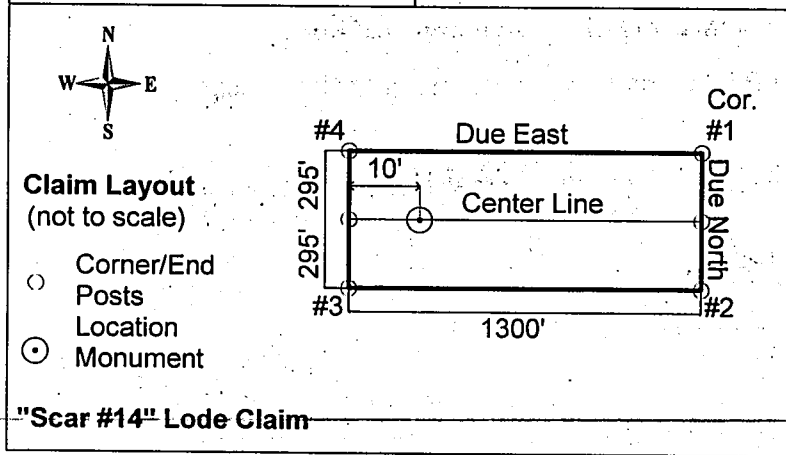 N
W E
S
Cor.
#4 Due East #1
10'
295'
295'
Due North
Center Line
#3 #2
1300'
Claim Layout
(not to scale)
Corner/End
Posts
Location
Monument
"Scar #14" Lode Claim